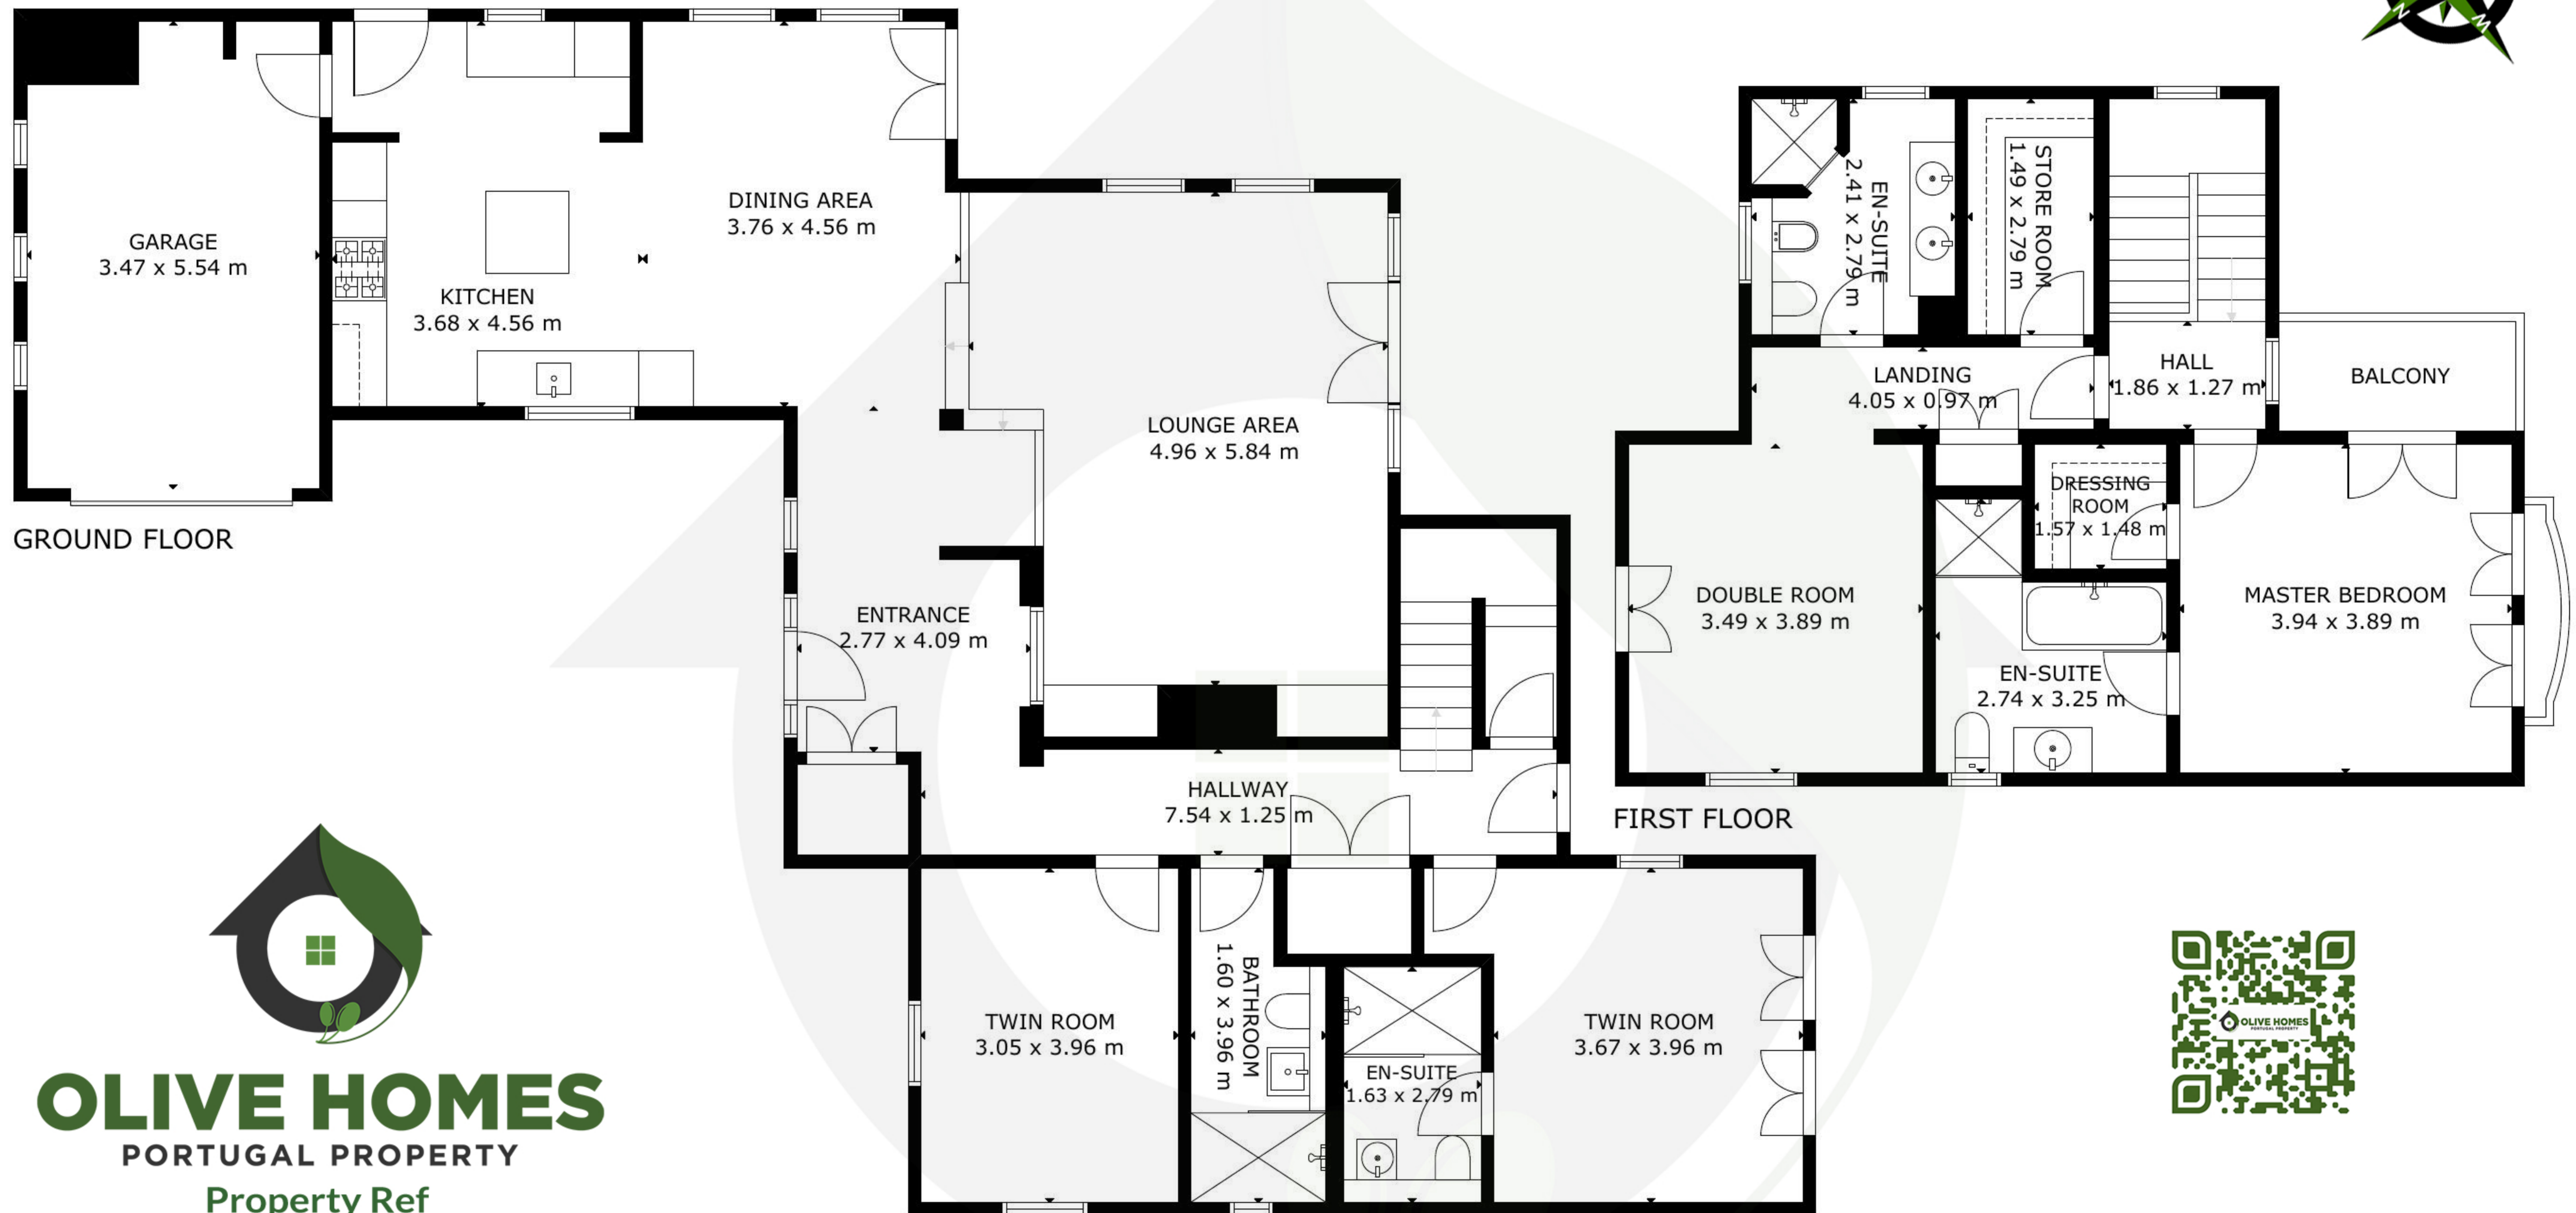 N
GARAGE
3.47 x 5.54 m
KITCHEN
3.68 x 4.56 m
DINING AREA
3.76 x 4.56 m
LOUNGE AREA
4.96 x 5.84 m
ENTRANCE
2.77 x 4.09 m
HALLWAY
7.54 x 1.25 m
TWIN ROOM
3.05 x 3.96 m
BATHROOM
1.60 x 3.96 m
EN-SUITE
1.63 x 2.79 m
TWIN ROOM
3.67 x 3.96 m
GROUND FLOOR
EN-SUITE
2.41 x 2.79 m
STORE ROOM
1.49 x 2.79 m
LANDING
4.05 x 0.97 m
HALL
1.86 x 1.27 m
BALCONY
DRESSING
ROOM
1.57 x 1.48 m
DOUBLE ROOM
3.49 x 3.89 m
EN-SUITE
2.74 x 3.25 m
MASTER BEDROOM
3.94 x 3.89 m
FIRST FLOOR
OLIVE HOMES
PORTUGAL PROPERTY
Property Ref
OLIVE HOMES
PORTUGAL PROPERTY